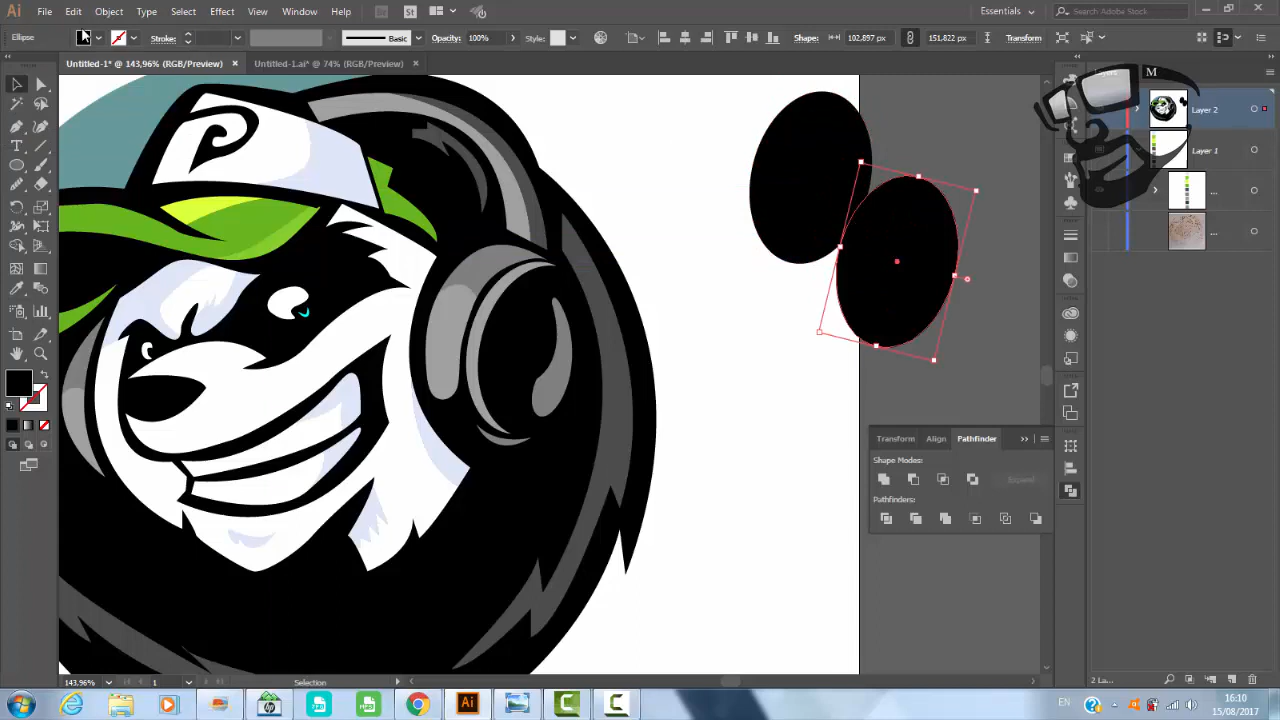 Ai File Edit Object Type Select Effect View Window Help Br St Essentials Search Adobe Stock
Ellipse Stroke: Basic Opacity: 100% Style: Shape: 102,897 px 151,822 px Transform
Untitled-1* @ 143,96% (RGB/Preview) × Untitled-1.ai* @ 74% (RGB/Preview) ×
M
Layer 2
Layer 1
...
...
Transform Align Pathfinder
Shape Modes:
Expand
Pathfinders:
143,96% 1 Selection 2 La...
Ai EN 16:10
15/08/2017